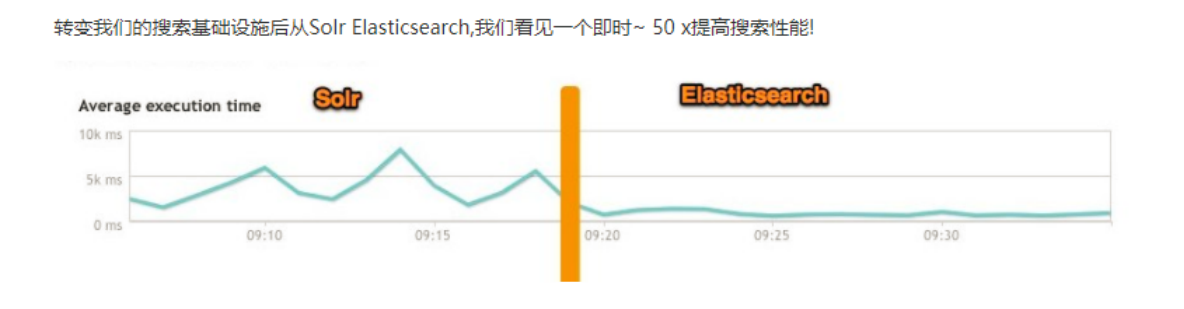 转变我们的搜索基础设施后从Solr Elasticsearch,我们看见一个即时~ 50 x提高搜索性能!
Average execution time
Solr
Elasticsearch
10k ms
5k ms
0 ms
09:10
09:15
09:20
09:25
09:30